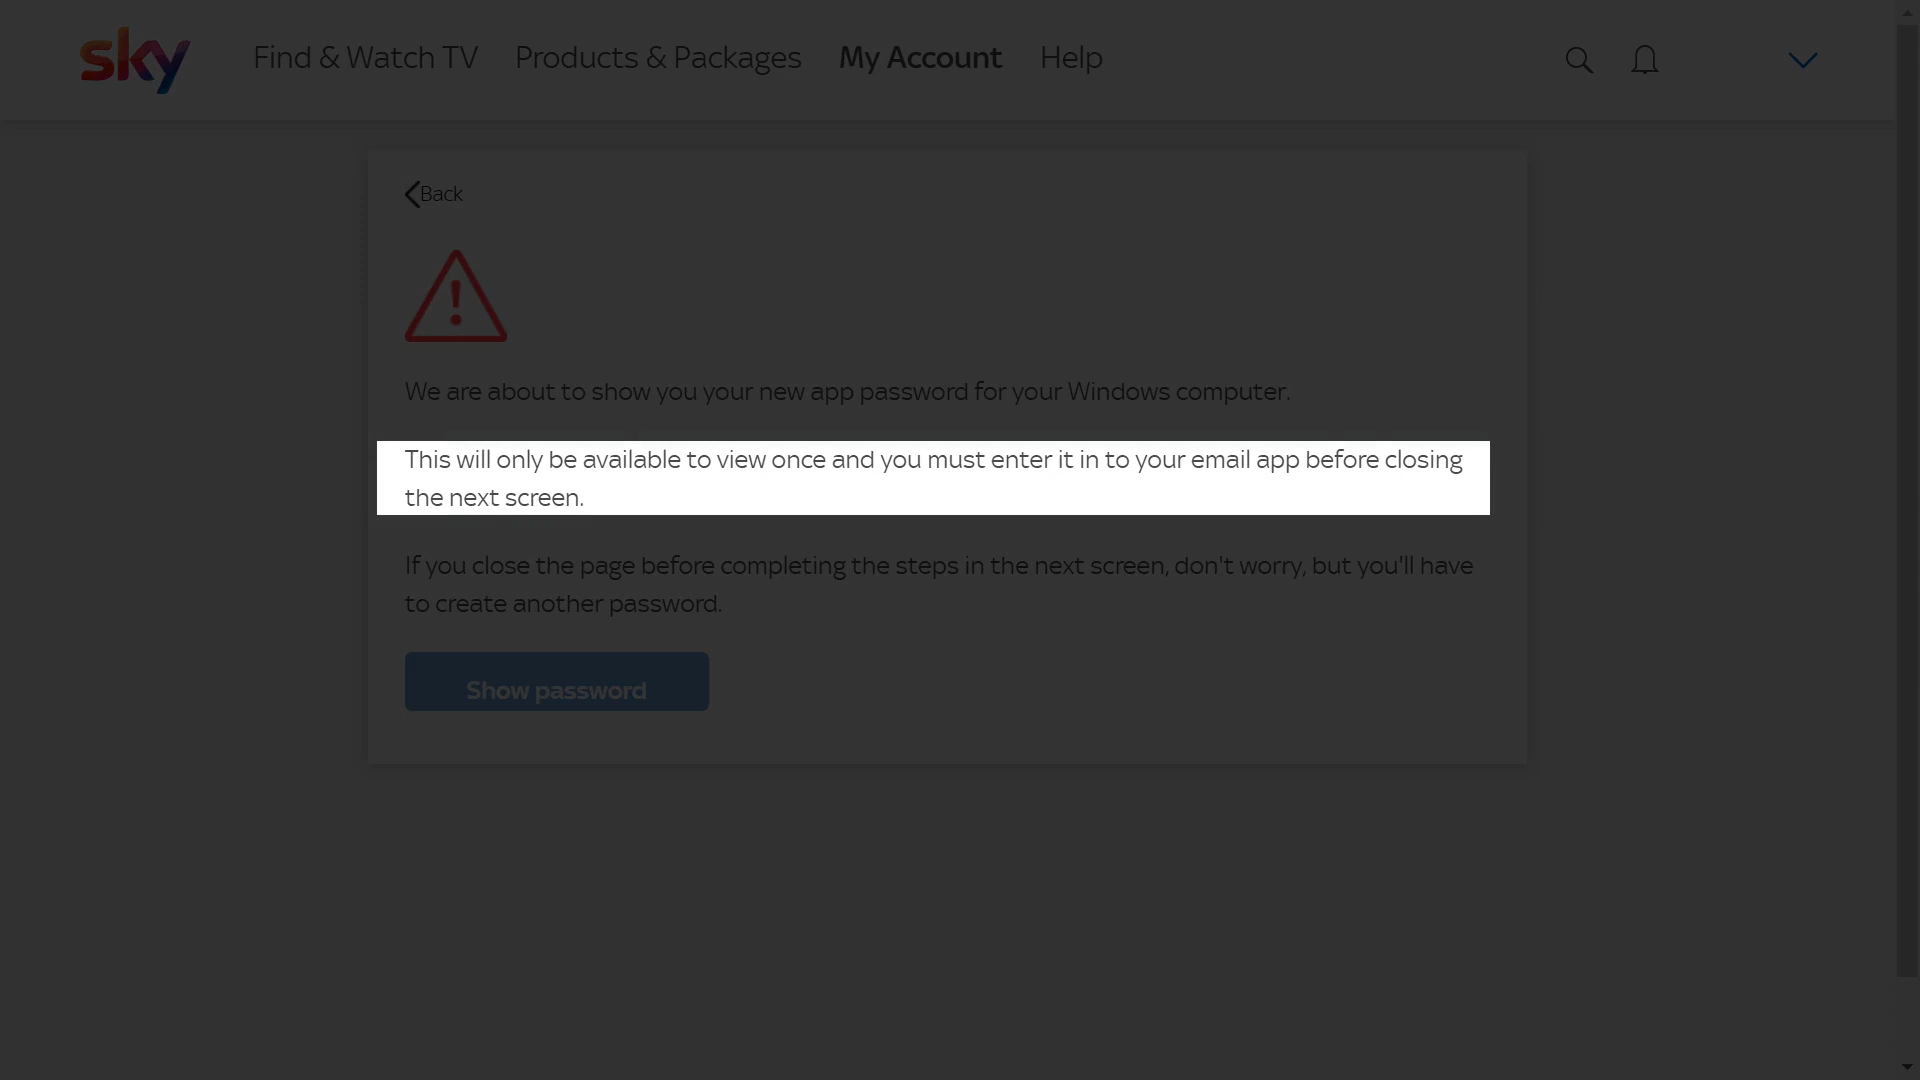 sky Find & Watch TV Products & Packages My Account Help
Back
We are about to show you your new app password for your Windows computer.
This will only be available to view once and you must enter it in to your email app before closing
the next screen.
If you close the page before completing the steps in the next screen, don't worry, but you'll have
to create another password.
Show password